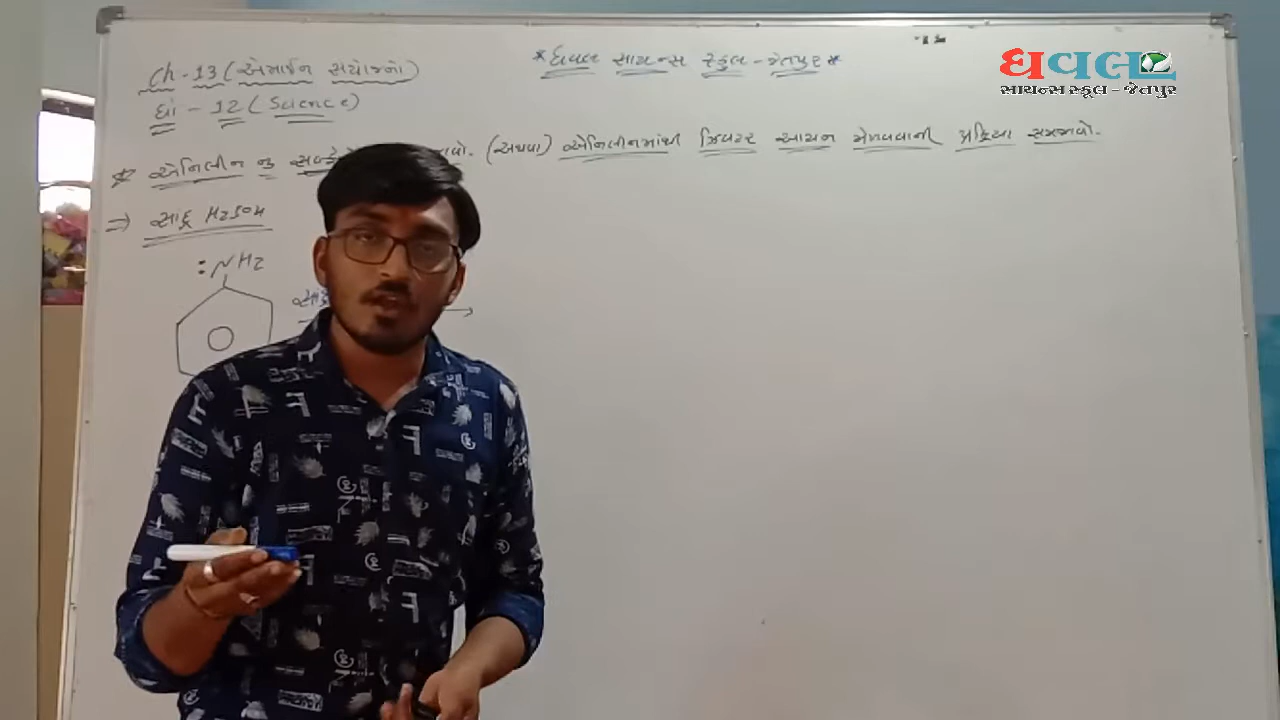 * ધવલ સાયન્સ સ્કુલ - જેતપુર *
ધવલ
સાયન્સ સ્કૂલ - જેતપુર
Ch - 13 (એમાઈન સંયોજનો)
ધો - 12 ( Science )
* એનિલીન નુ (અથવા) એનિલીનમાંથી ઝિવટર આયન મેળવવાની પ્રક્રિયા સમજાવો.
⇒ સાંદ્ર H2SO4
:NH2
સાંદ્ર